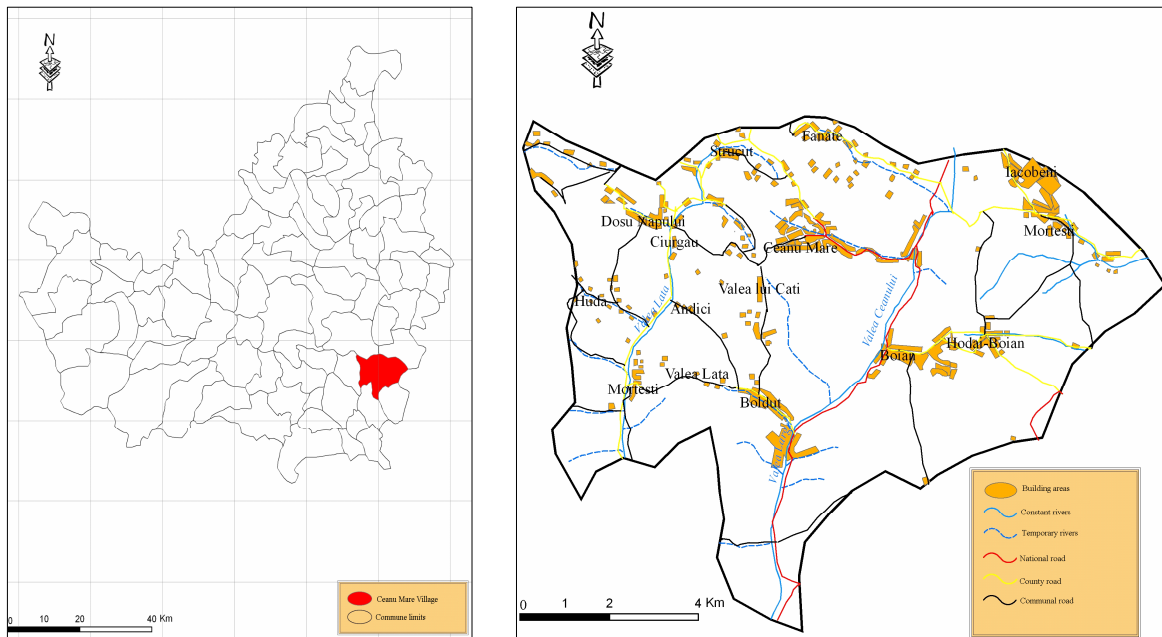 N
Ceanu Mare Village
Commune limits
0 10 20 40 Km
N
Fanate
Strucut
Iacobeni
Dosu Napului
Mortesti
Ciurgau
Ceanu Mare
Valea lui Cati
Huda
Valea Lata
Andici
Valea Ceanului
Boian
Hodai-Boian
Valea Lata
Mortesti
Boldut
Valea Larga
Building areas
Constant rivers
Temporary rivers
National road
County road
Communal road
0 1 2 4 Km